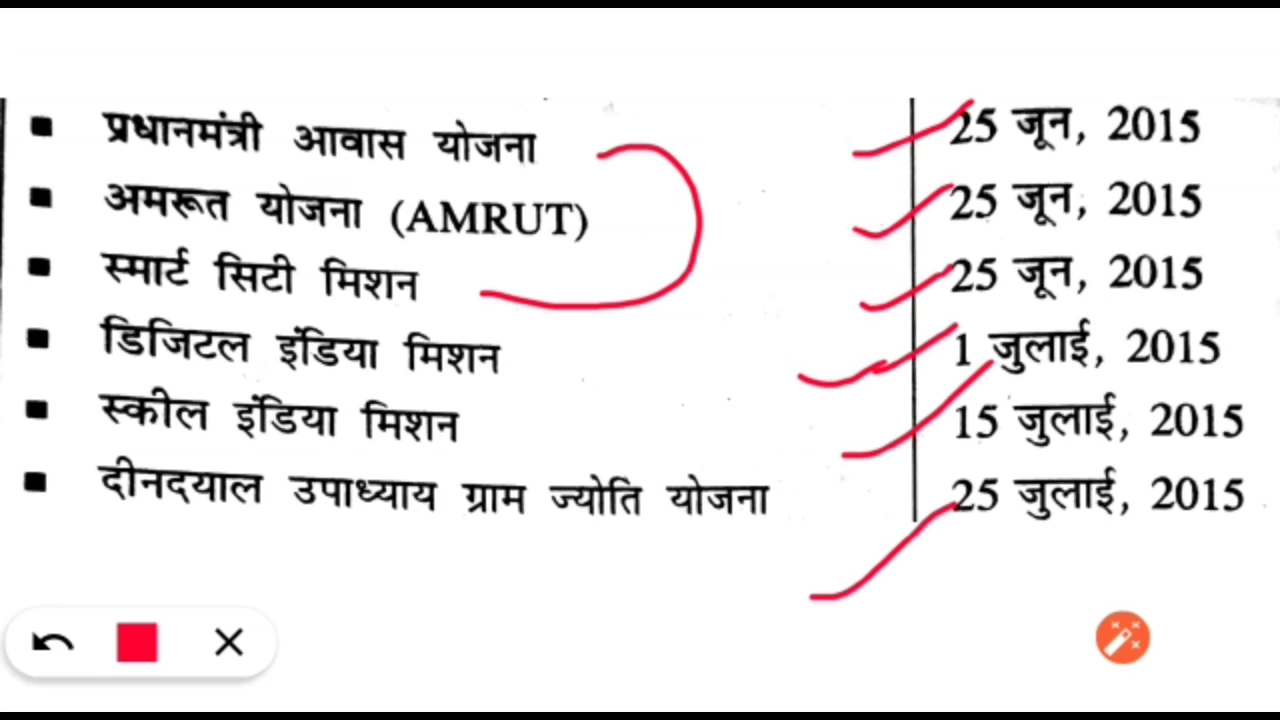 ▪ प्रधानमंत्री आवास योजना 25 जून, 2015
▪ अमरूत योजना (AMRUT) 25 जून, 2015
▪ स्मार्ट सिटी मिशन 25 जून, 2015
▪ डिजिटल इंडिया मिशन 1 जुलाई, 2015
▪ स्कील इंडिया मिशन 15 जुलाई, 2015
▪ दीनदयाल उपाध्याय ग्राम ज्योति योजना 25 जुलाई, 2015